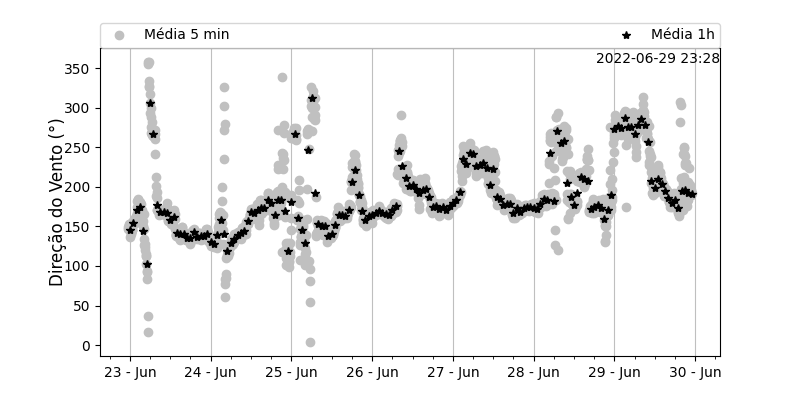 Média 5 min
Média 1h
2022-06-29 23:28
Direção do Vento (°)
350
300
250
200
150
100
50
0
23 - Jun
24 - Jun
25 - Jun
26 - Jun
27 - Jun
28 - Jun
29 - Jun
30 - Jun